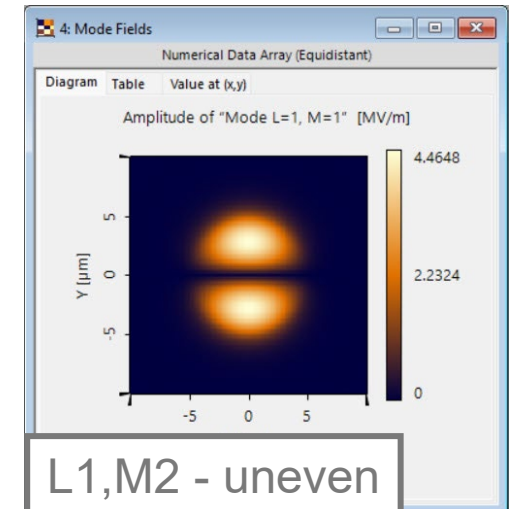 4: Mode Fields
Numerical Data Array (Equidistant)
Diagram Table Value at (x,y)
Amplitude of "Mode L=1, M=1" [MV/m]
4.4648
2.2324
0
Y [µm]
5
0
-5
-5 0 5
L1,M2 - uneven